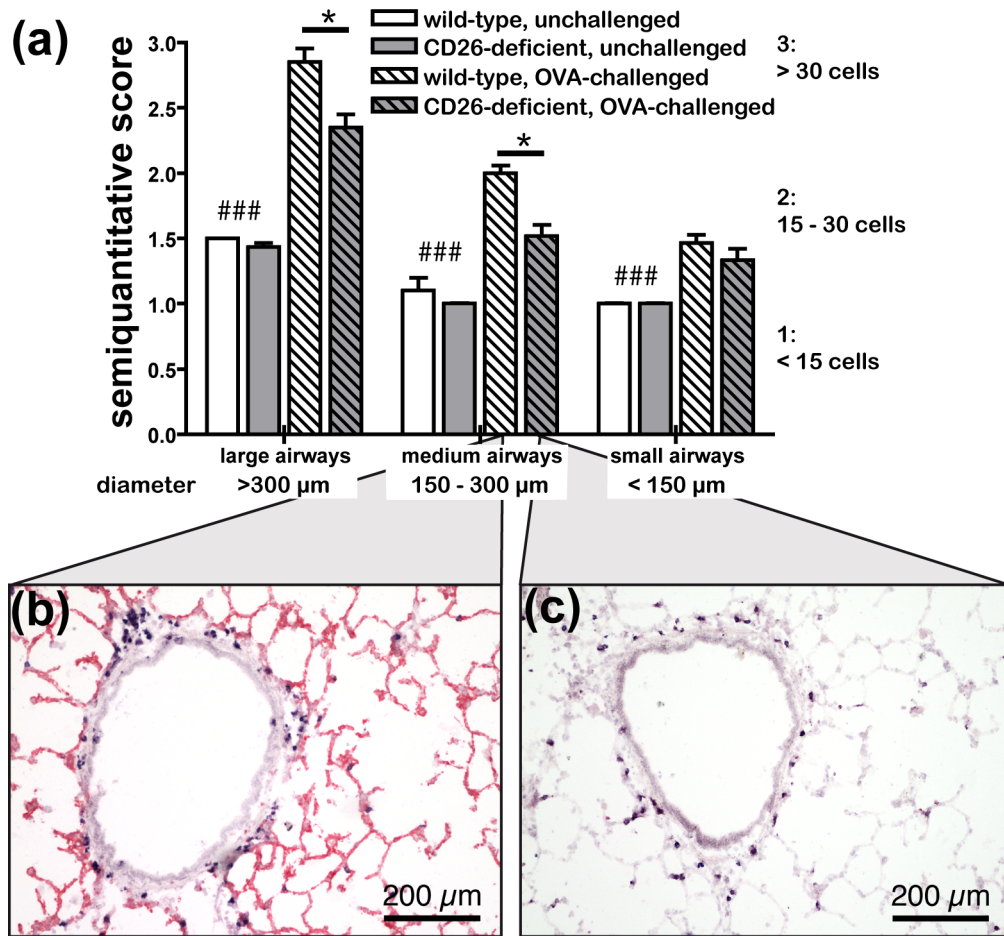 (a)
semiquantitative score
3.0
2.5
2.0
1.5
1.0
0.5
0.0
wild-type, unchallenged
CD26-deficient, unchallenged
wild-type, OVA-challenged
CD26-deficient, OVA-challenged
*
*
###
###
###
3:
> 30 cells
2:
15 - 30 cells
1:
< 15 cells
large airways
medium airways
small airways
diameter
>300 µm
150 - 300 µm
< 150 µm
(b)
200 µm
(c)
200 µm